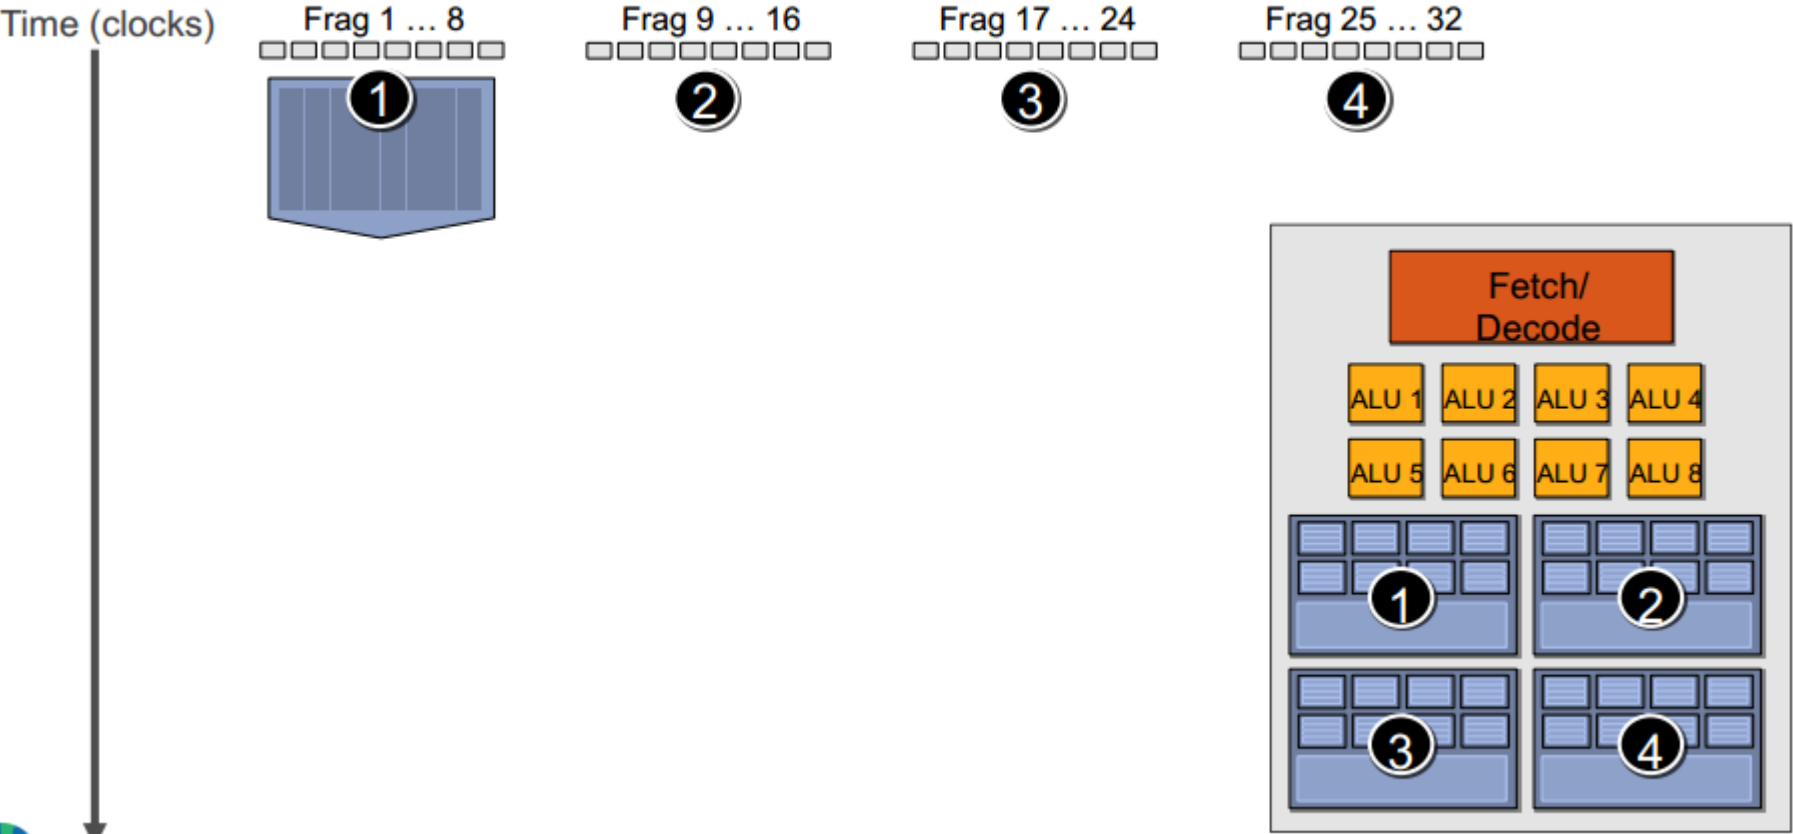 Time (clocks)
Frag 1 … 8
Frag 9 … 16
Frag 17 … 24
Frag 25 … 32
1
2
3
4
Fetch/
Decode
ALU 1
ALU 2
ALU 3
ALU 4
ALU 5
ALU 6
ALU 7
ALU 8
1
2
3
4